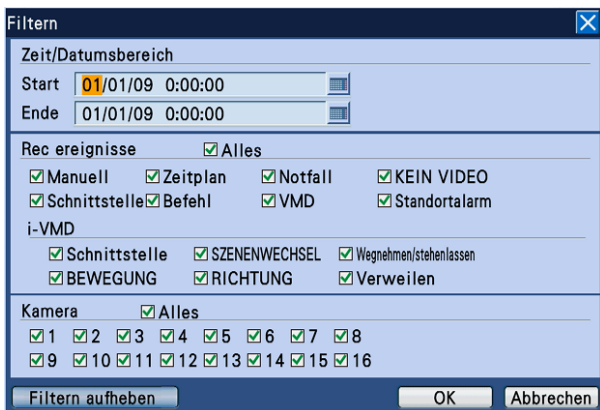 Filtern
Zeit/Datumsbereich
Start 01/01/09 0:00:00
Ende 01/01/09 0:00:00
Rec ereignisse Alles
Manuell Zeitplan Notfall KEIN VIDEO
Schnittstelle Befehl VMD Standortalarm
i-VMD
Schnittstelle SZENENWECHSEL Wegnehmen/stehenlassen
BEWEGUNG RICHTUNG Verweilen
Kamera Alles
1 2 3 4 5 6 7 8
9 10 11 12 13 14 15 16
Filtern aufheben OK Abbrechen